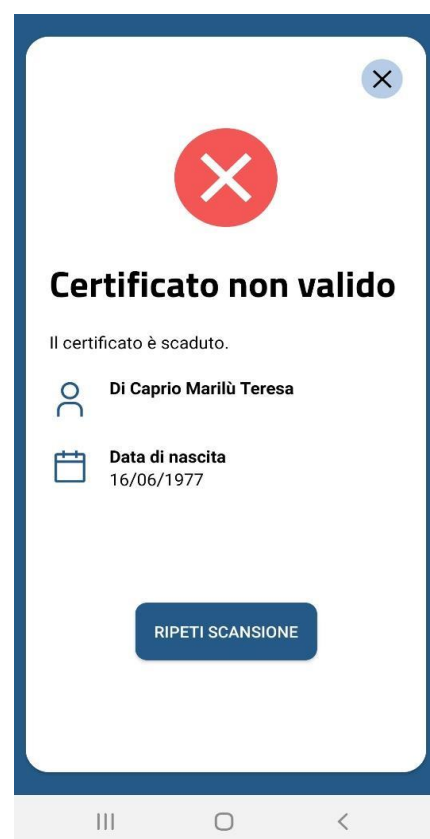 Certificato non valido
Il certificato è scaduto.
Di Caprio Marilù Teresa
Data di nascita
16/06/1977
RIPETI SCANSIONE